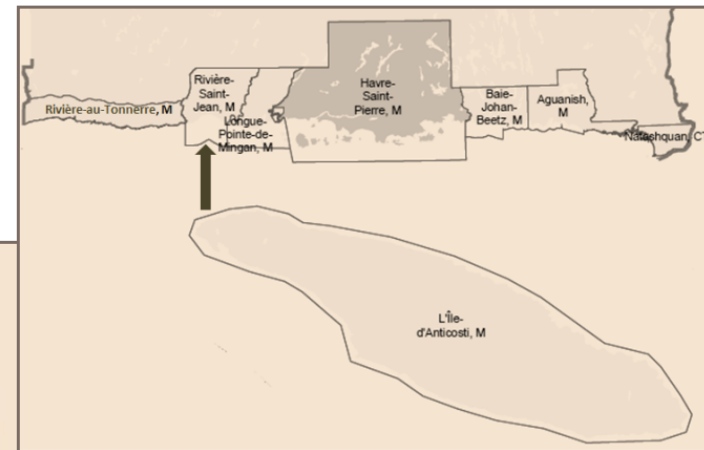 Rivière-au-Tonnerre, M
Rivière-
Saint-
Jean, M
Longue-
Pointe-de-
Mingan, M
Havre-
Saint-
Pierre, M
Baie-
Johan-
Beetz, M
Aguanish,
M
Natashquan, CT
L'Île-
d'Anticosti, M